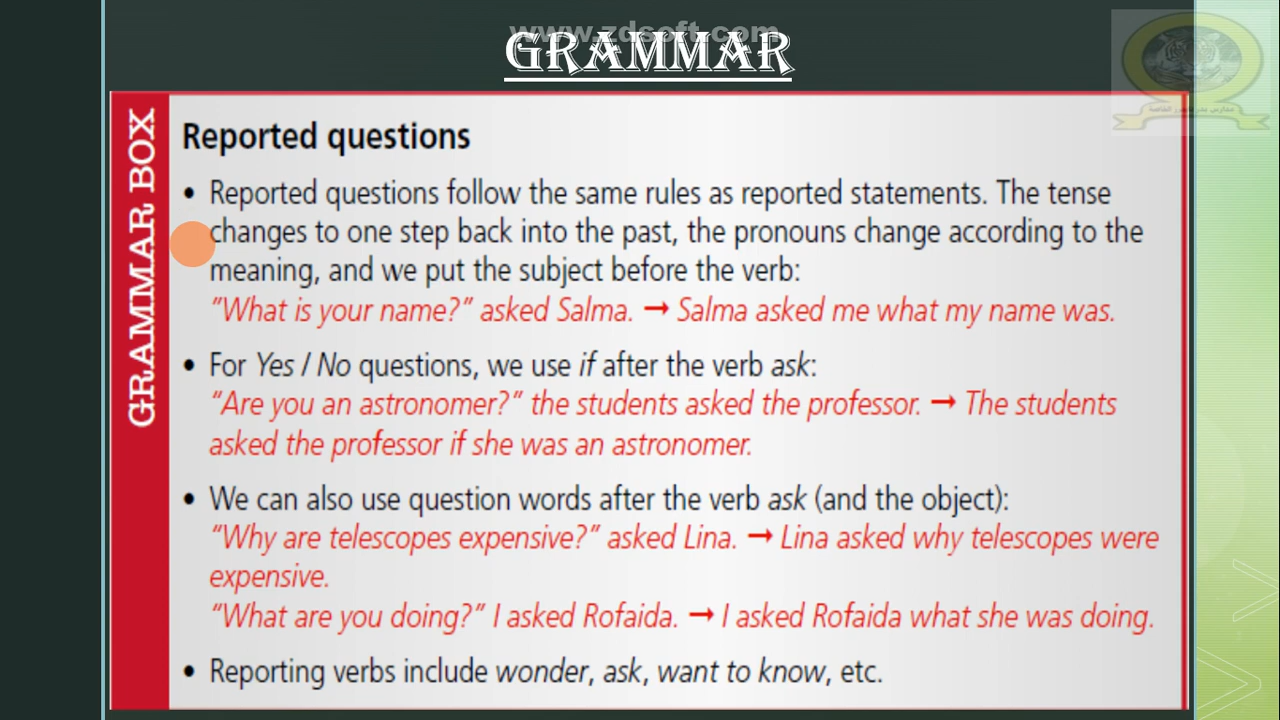 www.zdsoft.com
GRAMMAR
GRAMMAR BOX
Reported questions
• Reported questions follow the same rules as reported statements. The tense
changes to one step back into the past, the pronouns change according to the
meaning, and we put the subject before the verb:
"What is your name?" asked Salma. → Salma asked me what my name was.
• For Yes / No questions, we use if after the verb ask:
"Are you an astronomer?" the students asked the professor. → The students
asked the professor if she was an astronomer.
• We can also use question words after the verb ask (and the object):
"Why are telescopes expensive?" asked Lina. → Lina asked why telescopes were
expensive.
"What are you doing?" I asked Rofaida. → I asked Rofaida what she was doing.
• Reporting verbs include wonder, ask, want to know, etc.